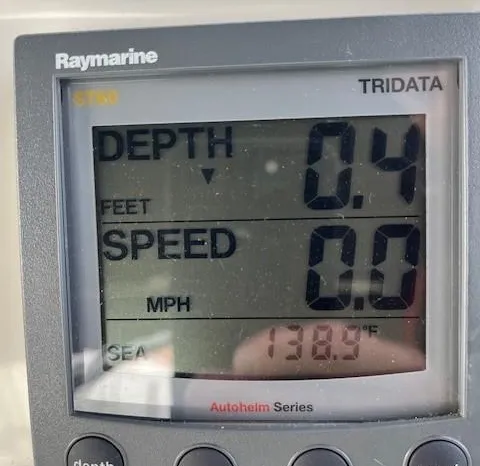 Raymarine
ST60
TRIDATA
DEPTH 0.4
FEET
SPEED 0.0
MPH
SEA 138.9°F
Autohelm Series
depth